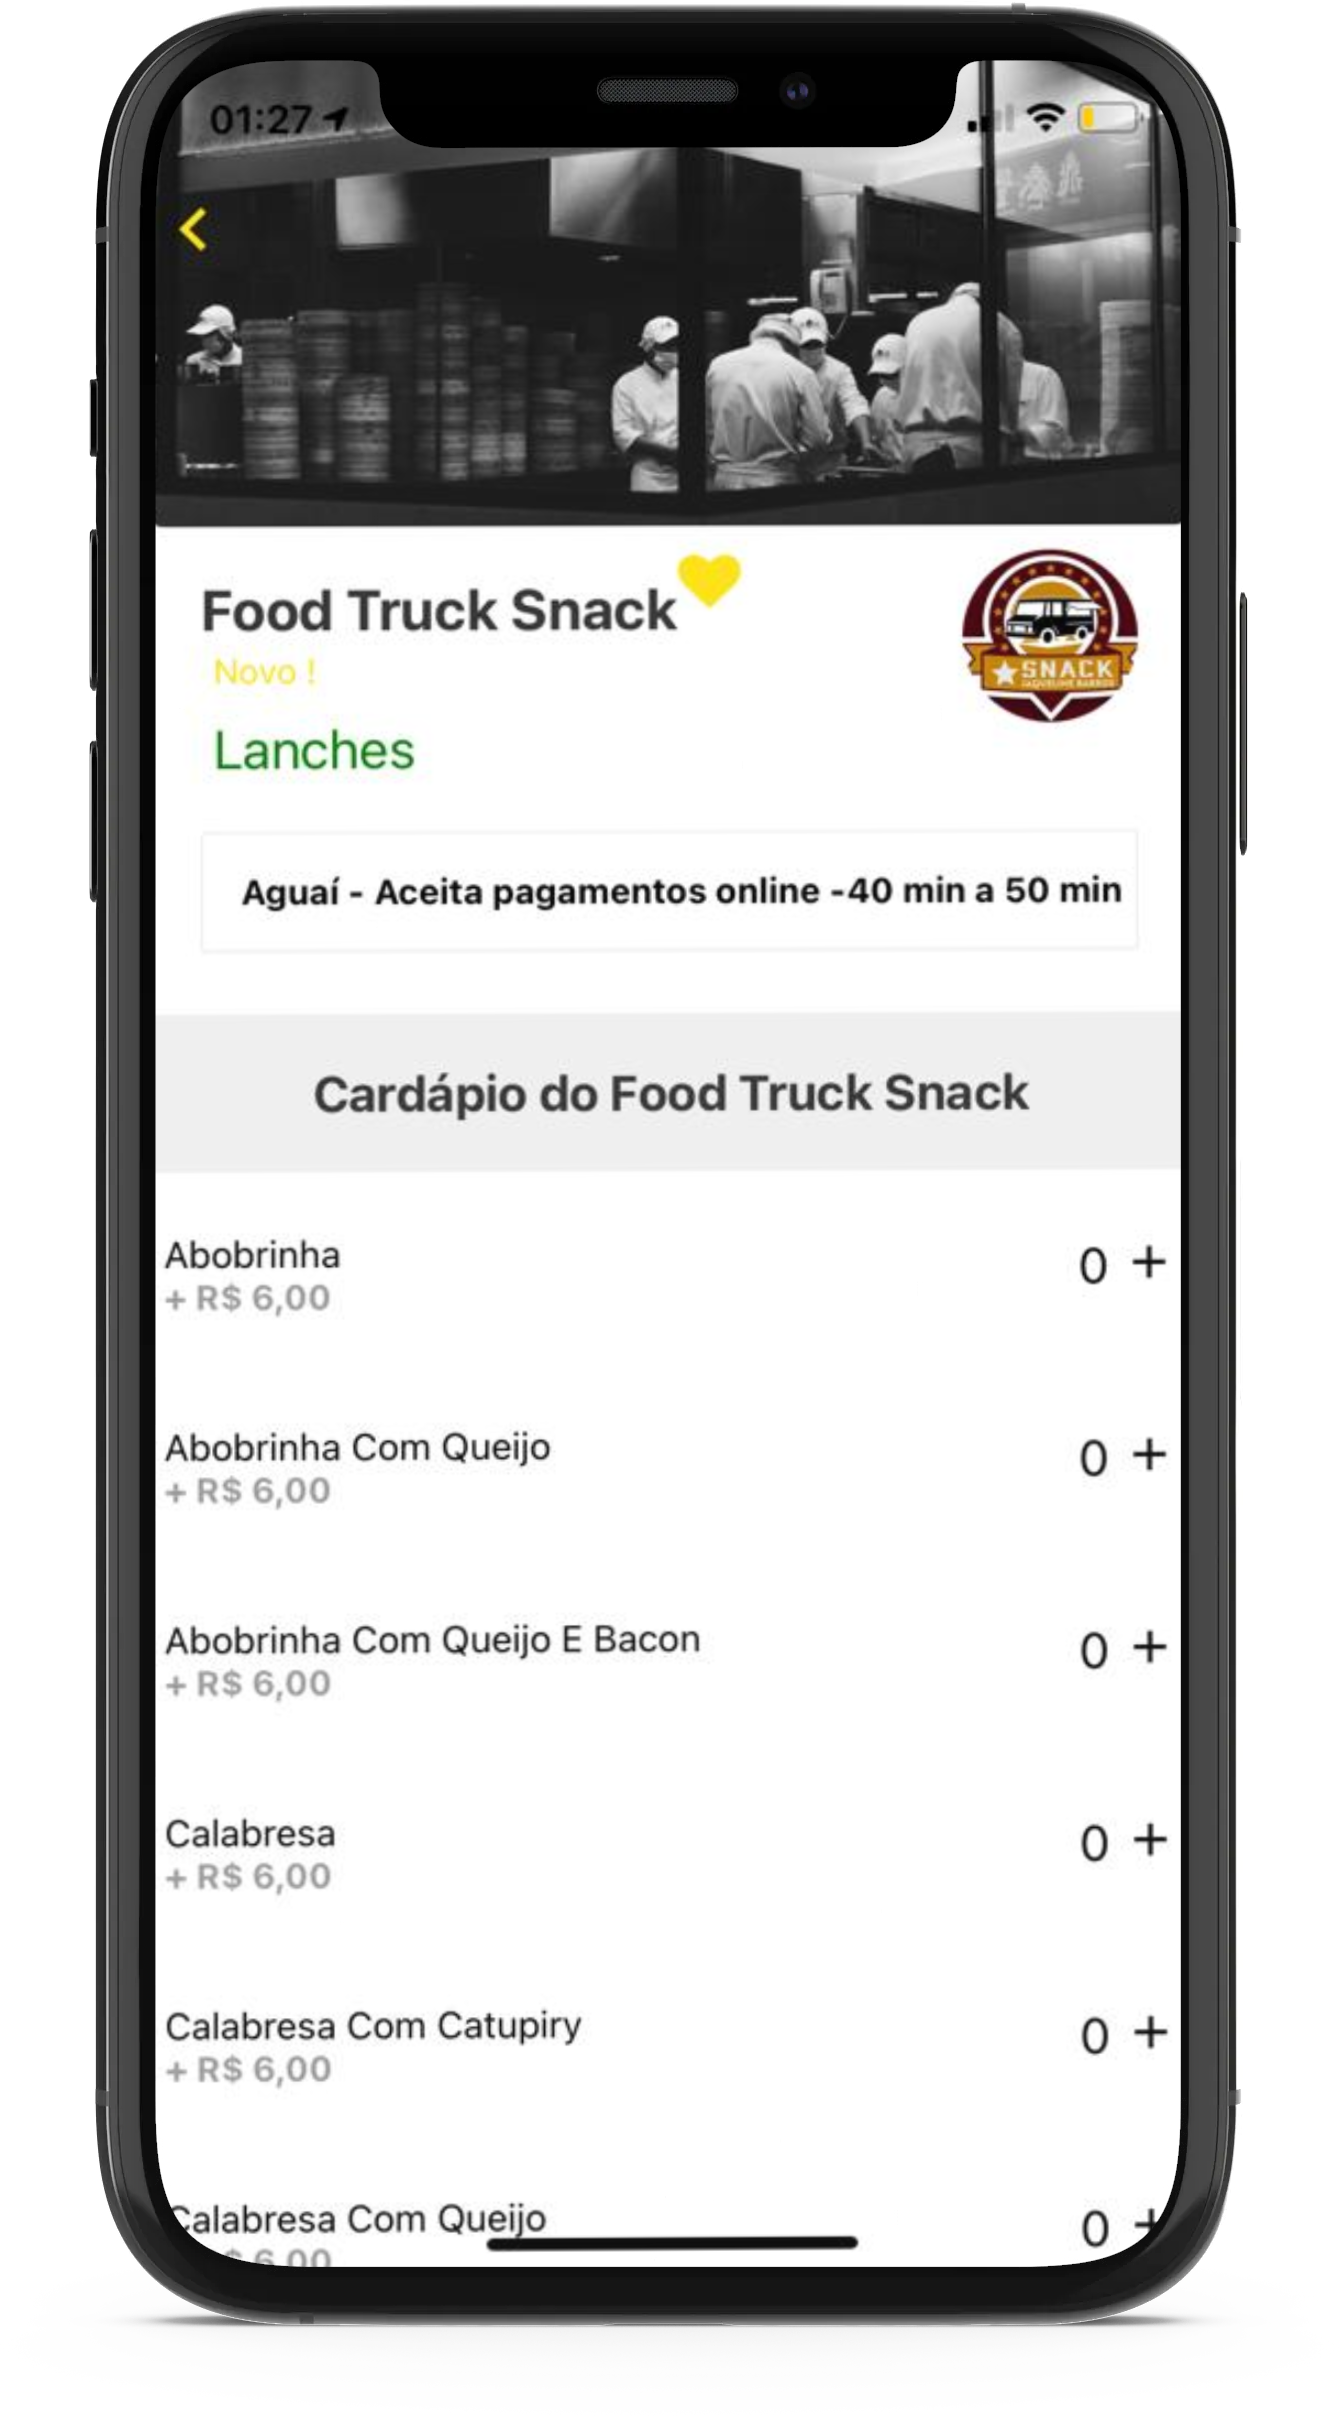 01:27
Food Truck Snack
Novo !
SNACK
Lanches
Aguaí - Aceita pagamentos online -40 min a 50 min
Cardápio do Food Truck Snack
Abobrinha
0 +
+ R$ 6,00
Abobrinha Com Queijo
0 +
+ R$ 6,00
Abobrinha Com Queijo E Bacon
0 +
+ R$ 6,00
Calabresa
0 +
+ R$ 6,00
Calabresa Com Catupiry
0 +
+ R$ 6,00
Calabresa Com Queijo
0 +
$ 6,00